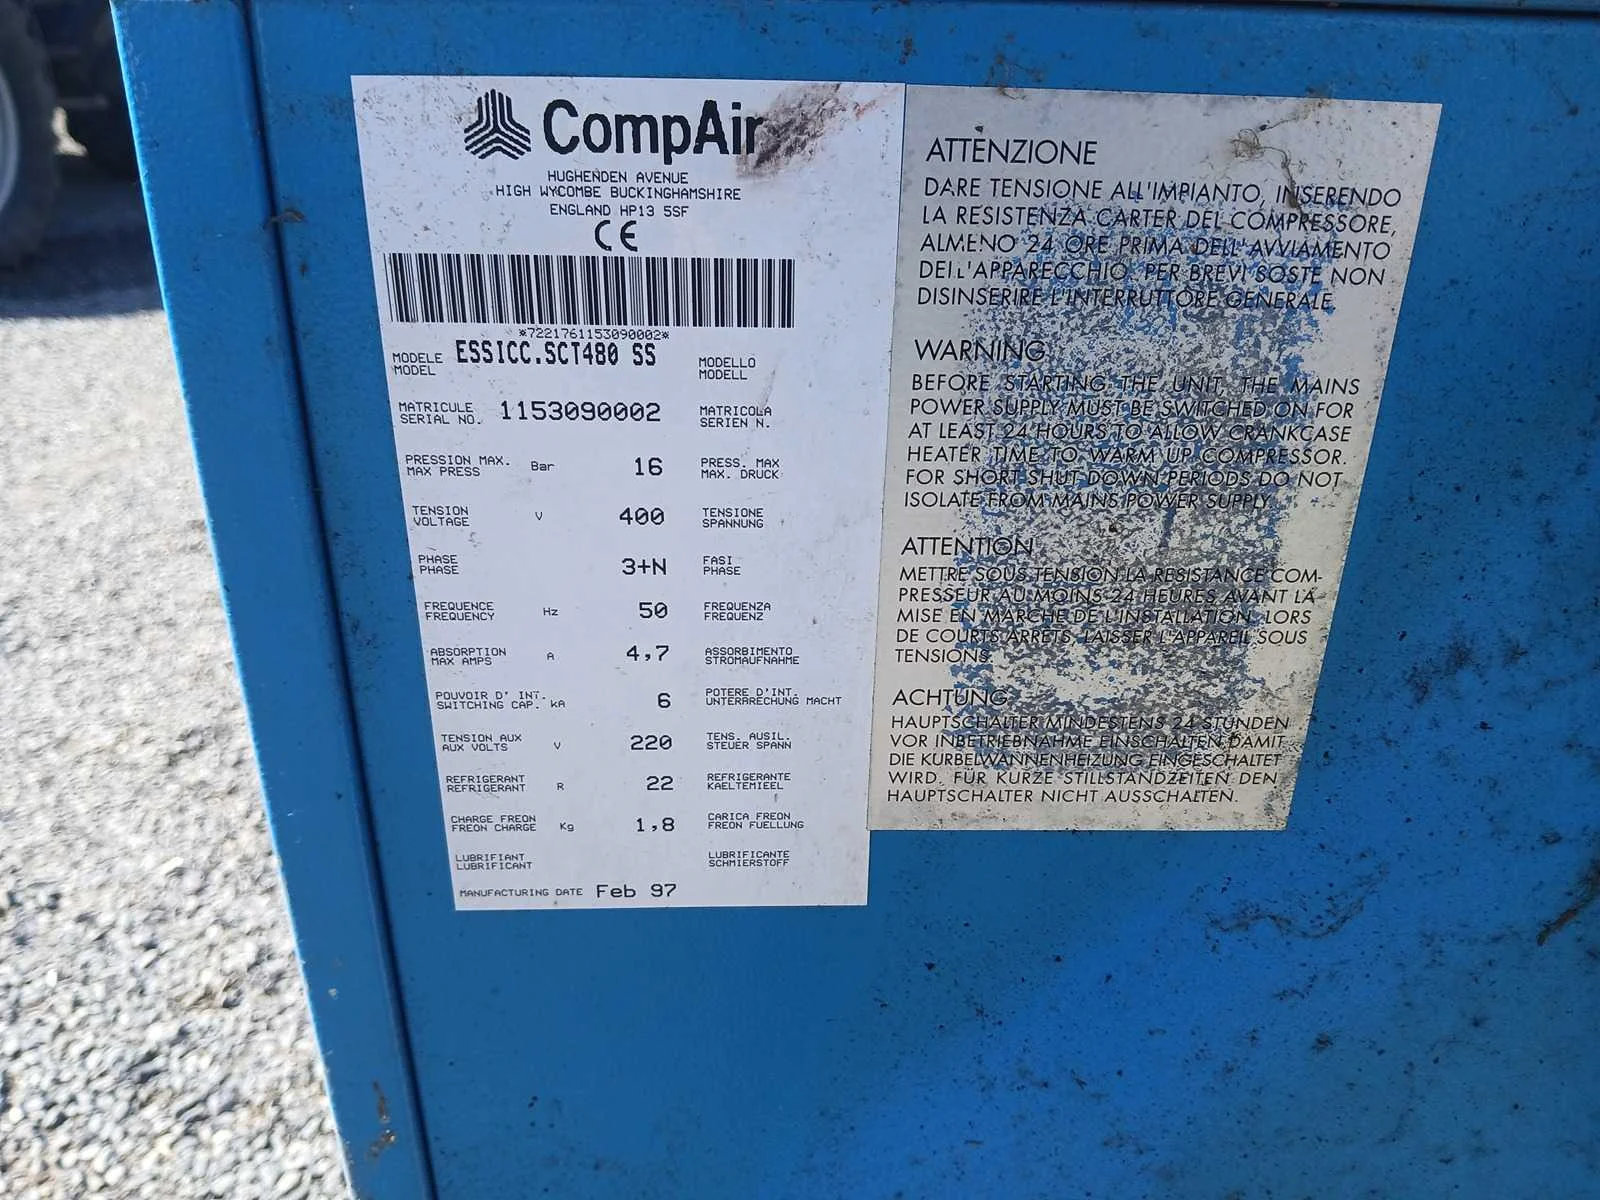 CompAir
HUGHENDEN AVENUE
HIGH WYCOMBE BUCKINGHAMSHIRE
ENGLAND HP13 5SF
CE
*7221761153090002*
MODELE ESSICC.SCT480 SS MODELLO
MODEL MODELL
MATRICULE 1153090002 MATRICOLA
SERIAL NO. SERIEN N.
PRESSION MAX. Bar 16 PRESS. MAX
MAX PRESS MAX. DRUCK
TENSION V 400 TENSIONE
VOLTAGE SPANNUNG
PHASE 3+N FASI
PHASE PHASE
FREQUENCE Hz 50 FREQUENZA
FREQUENCY FREQUENZ
ABSORPTION A 4,7 ASSORBIMENTO
MAX AMPS STROMAUFNAHME
POUVOIR D' INT. 6 POTERE D'INT.
SWITCHING CAP. kA UNTERRRECHUNG MACHT
TENSION AUX V 220 TENS. AUSIL.
AUX VOLTS STEUER SPANN
REFRIGERANT R 22 REFRIGERANTE
REFRIGERANT KAELTEMIEEL
CHARGE FREON Kg 1,8 CARICA FREON
FREON CHARGE FREON FUELLUNG
LUBRIFIANT LUBRIFICANTE
LUBRIFICANT SCHMIERSTOFF
MANUFACTURING DATE Feb 97
ATTENZIONE
DARE TENSIONE ALL'IMPIANTO, INSERENDO
LA RESISTENZA CARTER DEL COMPRESSORE,
ALMENO 24 ORE PRIMA DELL'AVVIAMENTO
DELL'APPARECCHIO. PER BREVI SOSTE NON
DISINSERIRE L'INTERRUTTORE GENERALE.
WARNING
BEFORE STARTING THE UNIT, THE MAINS
POWER SUPPLY MUST BE SWITCHED ON FOR
AT LEAST 24 HOURS TO ALLOW CRANKCASE
HEATER TIME TO WARM UP COMPRESSOR.
FOR SHORT SHUT DOWN PERIODS DO NOT
ISOLATE FROM MAINS POWER SUPPLY.
ATTENTION
METTRE SOUS TENSION LA RESISTANCE COM-
PRESSEUR AU MOINS 24 HEURES AVANT LA
MISE EN MARCHE DE L'INSTALLATION. LORS
DE COURTS ARRETS, LAISSER L'APPAREIL SOUS
TENSIONS.
ACHTUNG
HAUPTSCHALTER MINDESTENS 24 STUNDEN
VOR INBETRIEBNAHME EINSCHALTEN DAMIT
DIE KURBELWANNENHEIZUNG EINGESCHALTET
WIRD. FÜR KURZE STILLSTANDZEITEN DEN
HAUPTSCHALTER NICHT AUSSCHALTEN.